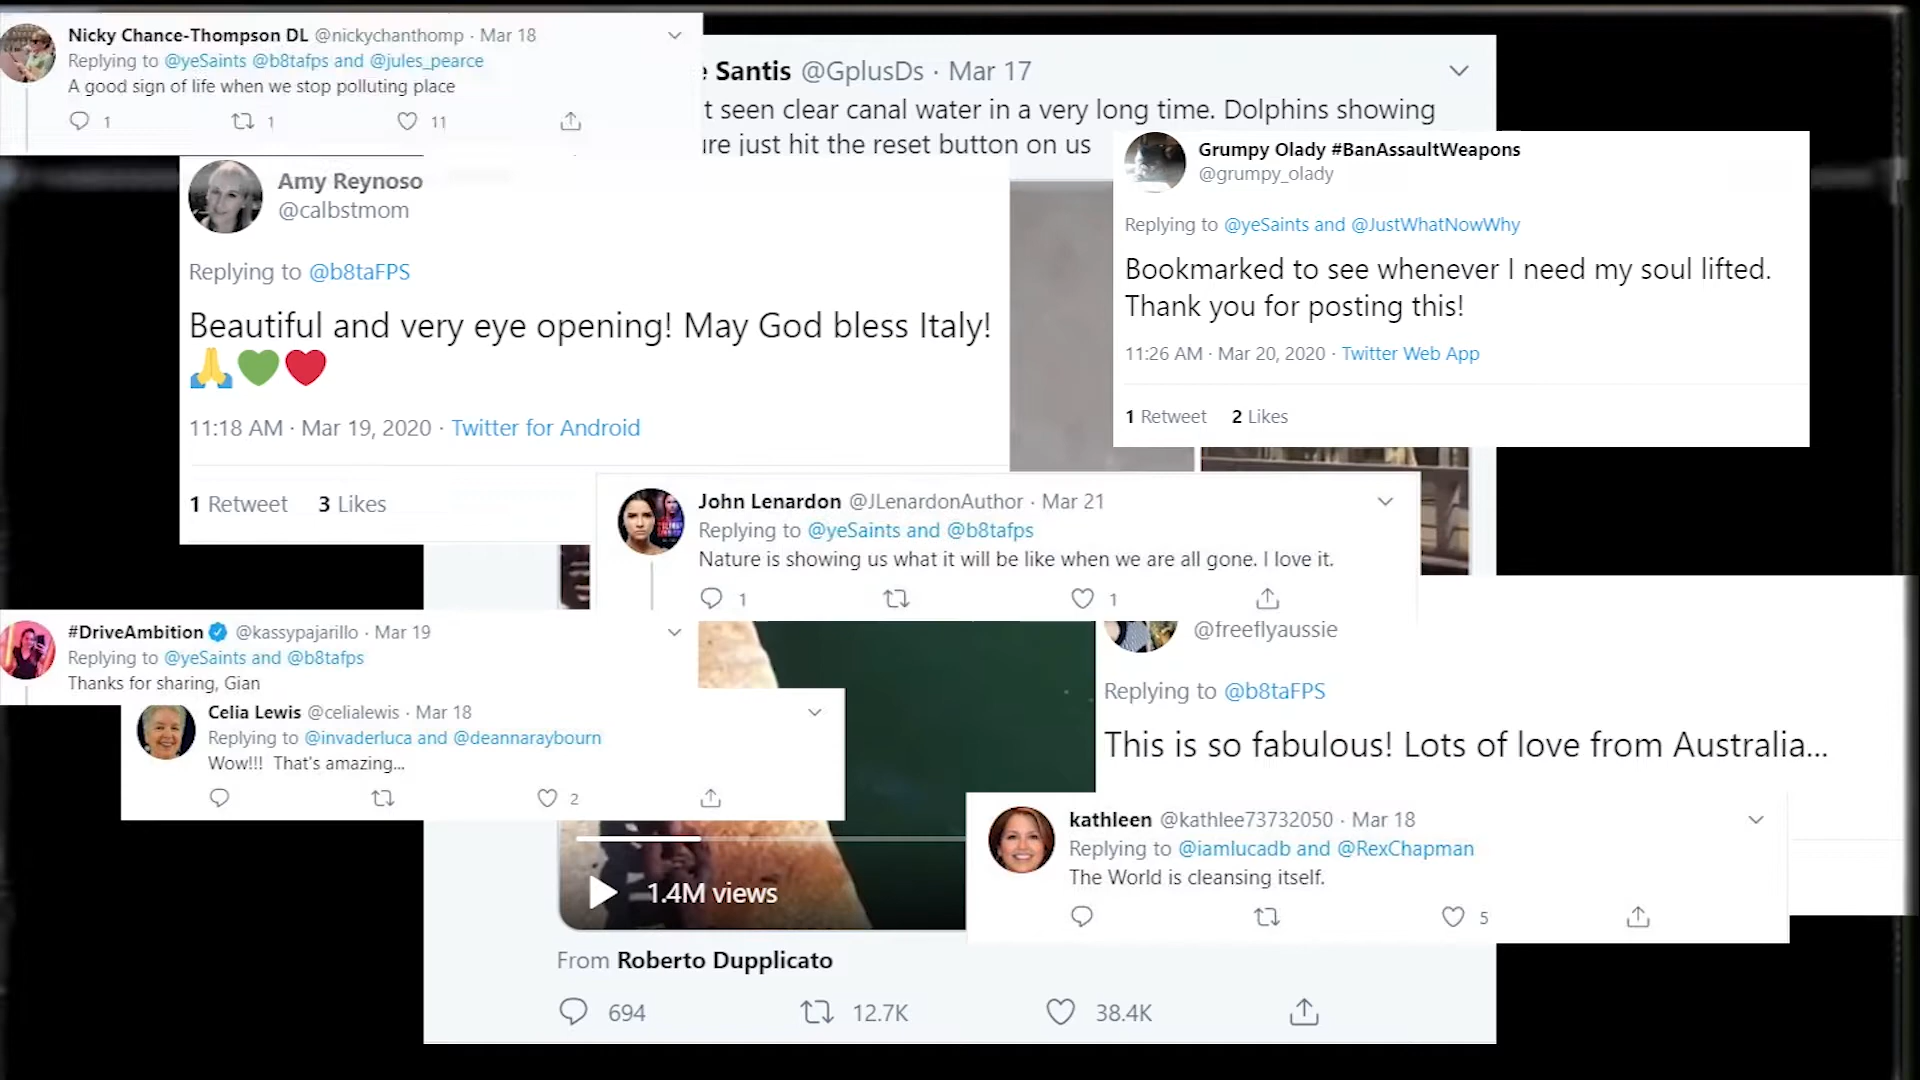 Nicky Chance-Thompson DL @nickychanthomp · Mar 18
Replying to @yeSaints @b8tafps and @jules_pearce
A good sign of life when we stop polluting place
1 1 11
Santis @GplusDs · Mar 17
seen clear canal water in a very long time. Dolphins showing
just hit the reset button on us
Amy Reynoso
@calbstmom
Replying to @b8taFPS
Beautiful and very eye opening! May God bless Italy!
🙏💚❤️
11:18 AM · Mar 19, 2020 · Twitter for Android
1 Retweet 3 Likes
Grumpy Olady #BanAssaultWeapons
@grumpy_olady
Replying to @yeSaints and @JustWhatNowWhy
Bookmarked to see whenever I need my soul lifted.
Thank you for posting this!
11:26 AM · Mar 20, 2020 · Twitter Web App
1 Retweet 2 Likes
John Lenardon @JLenardonAuthor · Mar 21
Replying to @yeSaints and @b8tafps
Nature is showing us what it will be like when we are all gone. I love it.
1 1
#DriveAmbition @kassypajarillo · Mar 19
Replying to @yeSaints and @b8tafps
Thanks for sharing, Gian
Celia Lewis @celialewis · Mar 18
Replying to @invaderluca and @deannaraybourn
Wow!!! That's amazing...
2
@freeflyaussie
Replying to @b8taFPS
This is so fabulous! Lots of love from Australia...
kathleen @kathlee73732050 · Mar 18
Replying to @iamlucadb and @RexChapman
The World is cleansing itself.
5
1.4M views
From Roberto Dupplicato
694 12.7K 38.4K